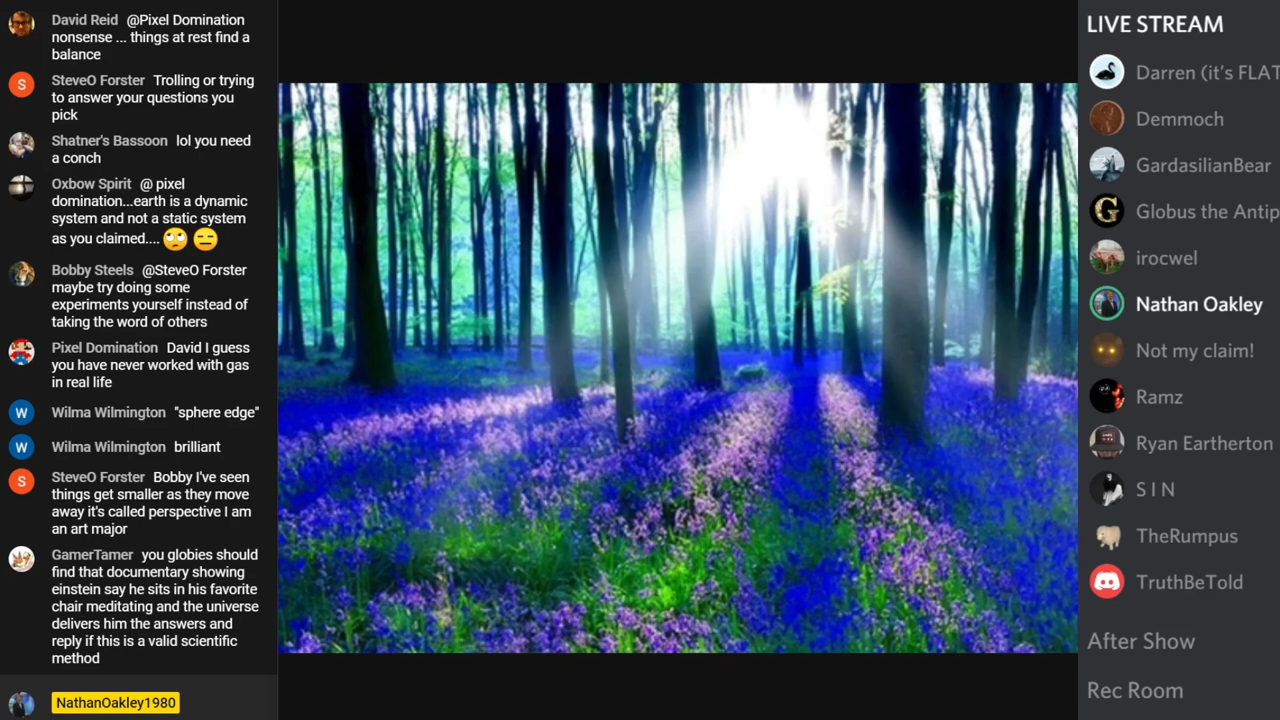 David Reid @Pixel Domination
nonsense ... things at rest find a
balance
SteveO Forster Trolling or trying
to answer your questions you
pick
Shatner's Bassoon lol you need
a conch
Oxbow Spirit @ pixel
domination...earth is a dynamic
system and not a static system
as you claimed....
Bobby Steels @SteveO Forster
maybe try doing some
experiments yourself instead of
taking the word of others
Pixel Domination David I guess
you have never worked with gas
in real life
W Wilma Wilmington "sphere edge"
W Wilma Wilmington brilliant
S SteveO Forster Bobby I've seen
things get smaller as they move
away it's called perspective I am
an art major
GamerTamer you globies should
find that documentary showing
einstein say he sits in his favorite
chair meditating and the universe
delivers him the answers and
reply if this is a valid scientific
method
NathanOakley1980
LIVE STREAM
Darren (it's FLAT
Demmoch
GardasilianBear
G Globus the Antip
irocwel
Nathan Oakley
Not my claim!
Ramz
Ryan Eartherton
S I N
TheRumpus
TruthBeTold
After Show
Rec Room